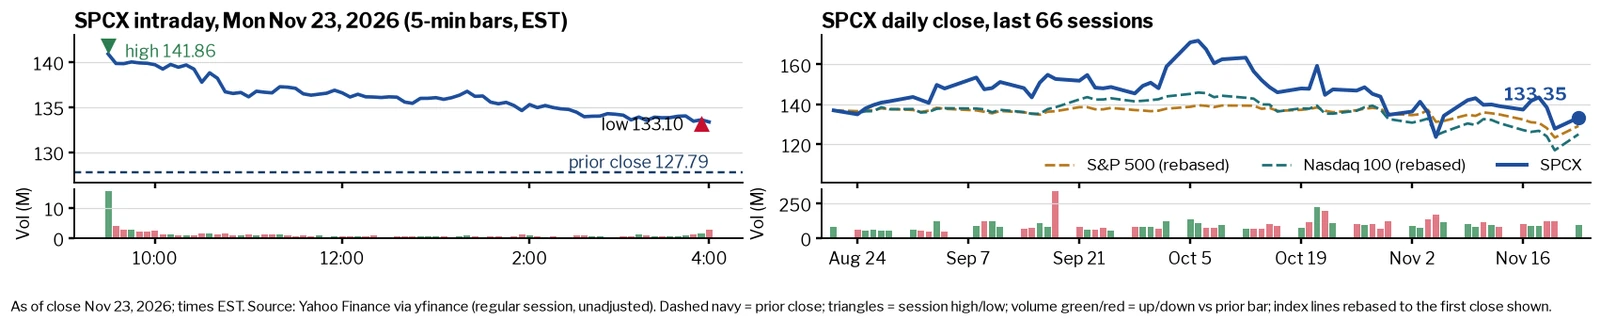 SPCX intraday, Mon Nov 23, 2026 (5-min bars, EST)
high 141.86
140
135
130
low 133.10
prior close 127.79
Vol (M)
10
0
10:00
12:00
2:00
4:00
SPCX daily close, last 66 sessions
160
140
120
133.35
S&P 500 (rebased)
Nasdaq 100 (rebased)
SPCX
Vol (M)
250
0
Aug 24
Sep 7
Sep 21
Oct 5
Oct 19
Nov 2
Nov 16
As of close Nov 23, 2026; times EST. Source: Yahoo Finance via yfinance (regular session, unadjusted). Dashed navy = prior close; triangles = session high/low; volume green/red = up/down vs prior bar; index lines rebased to the first close shown.